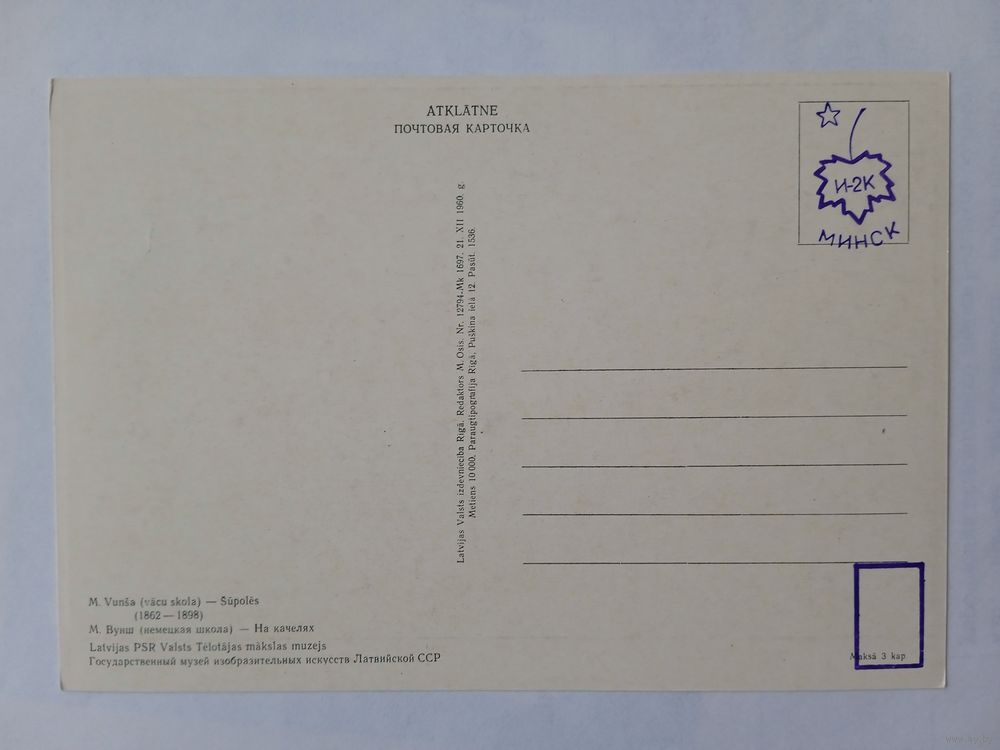 ATKLĀTNE
ПОЧТОВАЯ КАРТОЧКА
И-2К
МИНСК
Latvijas Valsts izdevniecība Rīgā. Redaktors M. Osis. Nr. 12794. Mk 1697. 21. XII 1960. g.
Metiens 10 000. Paraugtipografija Rīgā, Puškina ielā 12. Pasūt. 1536.
M. Vunša (vācu skola) — Šūpolēs
(1862 — 1898)
М. Вунш (немецкая школа) — На качелях
Latvijas PSR Valsts Tēlotājas mākslas muzejs
Государственный музей изобразительных искусств Латвийской ССР
Maksā 3 kap.